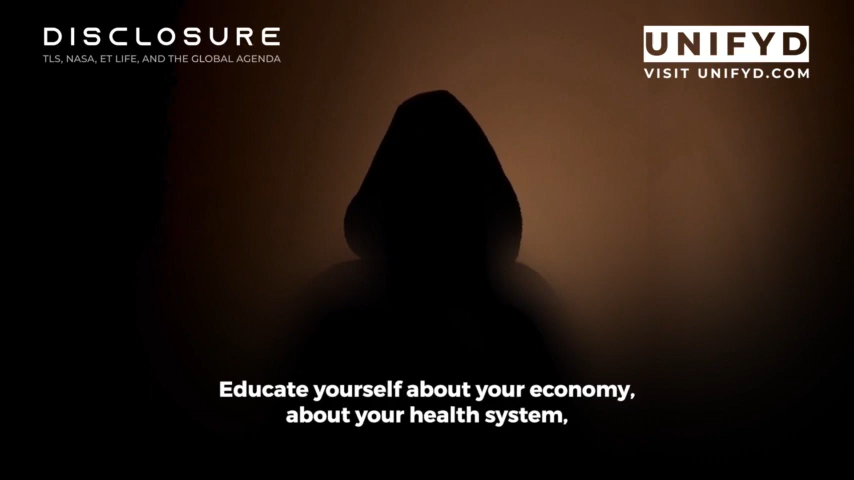 DISCLOSURE
TLS, NASA, ET LIFE, AND THE GLOBAL AGENDA
UNIFYD
VISIT UNIFYD.COM
Educate yourself about your economy,
about your health system,